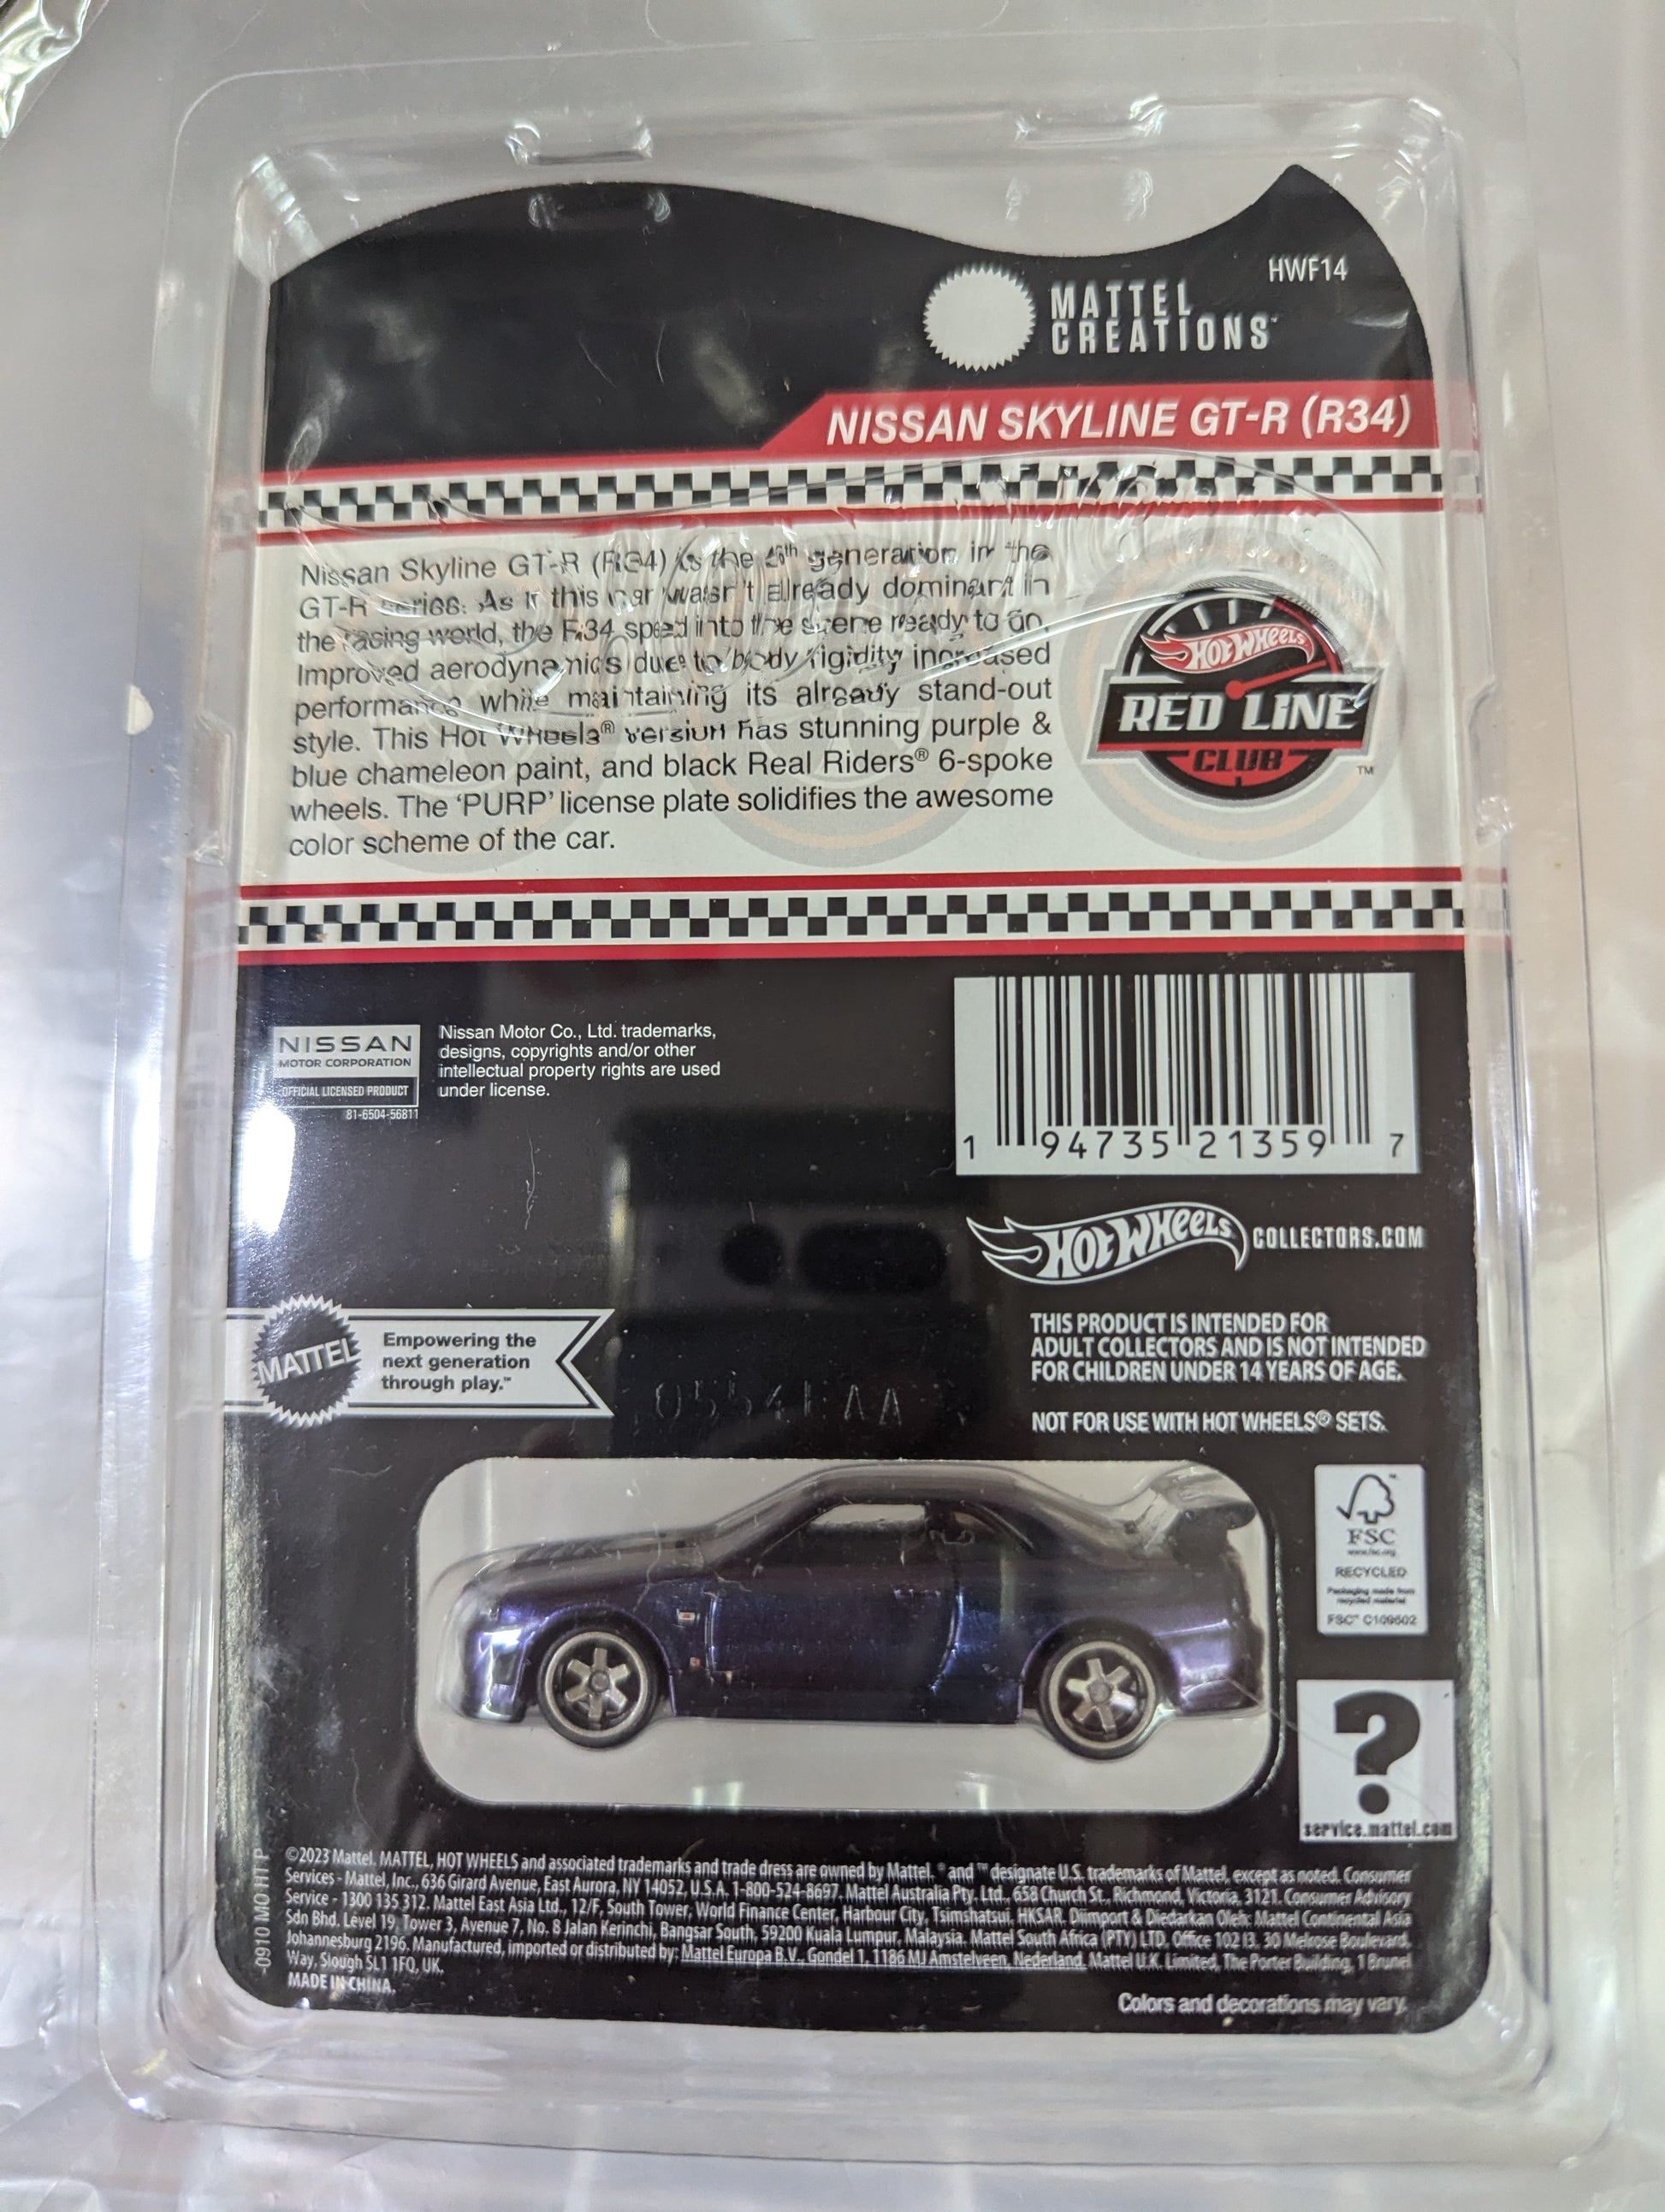 HWF14
MATTEL
CREATIONS™
NISSAN SKYLINE GT-R (R34)
Nissan Skyline GT-R (R34) is the generation in the
GT-R series. As if this car wasn't already dominant in
the racing world, the R34 sped into the scene ready to go.
Improved aerodynamics due to body rigidity increased
performance while maintaining its already stand-out
style. This Hot Wheels® version has stunning purple &
blue chameleon paint, and black Real Riders® 6-spoke
wheels. The 'PURP' license plate solidifies the awesome
color scheme of the car.
HOT WHEELS
RED LINE
CLUB
TM
NISSAN
MOTOR CORPORATION
OFFICIAL LICENSED PRODUCT
81-6504-56811
Nissan Motor Co., Ltd. trademarks,
designs, copyrights and/or other
intellectual property rights are used
under license.
1 94735 21359 7
HOT WHEELS COLLECTORS.COM
MATTEL
Empowering the
next generation
through play.™
THIS PRODUCT IS INTENDED FOR
ADULT COLLECTORS AND IS NOT INTENDED
FOR CHILDREN UNDER 14 YEARS OF AGE.
NOT FOR USE WITH HOT WHEELS® SETS.
FSC
www.fsc.org
RECYCLED
Packaging made from
recycled material
FSC™ C109602
?
service.mattel.com
-0910 MO HT P
©2023 Mattel. MATTEL, HOT WHEELS and associated trademarks and trade dress are owned by Mattel. ® and ™ designate U.S. trademarks of Mattel, except as noted. Consumer
Services - Mattel, Inc., 636 Girard Avenue, East Aurora, NY 14052, U.S.A. 1-800-524-8697. Mattel Australia Pty. Ltd., 658 Church St., Richmond, Victoria, 3121. Consumer Advisory
Service - 1300 135 312. Mattel East Asia Ltd., 12/F, South Tower, World Finance Center, Harbour City, Tsimshatsui, HKSAR. Diimport & Diedarkan Oleh: Mattel Continental Asia
Sdn Bhd. Level 19, Tower 3, Avenue 7, No. 8 Jalan Kerinchi, Bangsar South, 59200 Kuala Lumpur, Malaysia. Mattel South Africa (PTY) LTD. Office 102 I3. 30 Melrose Boulevard.
Johannesburg 2196. Manufactured, imported or distributed by: Mattel Europa B.V., Gondel 1, 1186 MJ Amstelveen, Nederland. Mattel U.K. Limited, The Porter Building, 1 Brunel
Way, Slough SL1 1FQ, UK.
MADE IN CHINA.
Colors and decorations may vary.